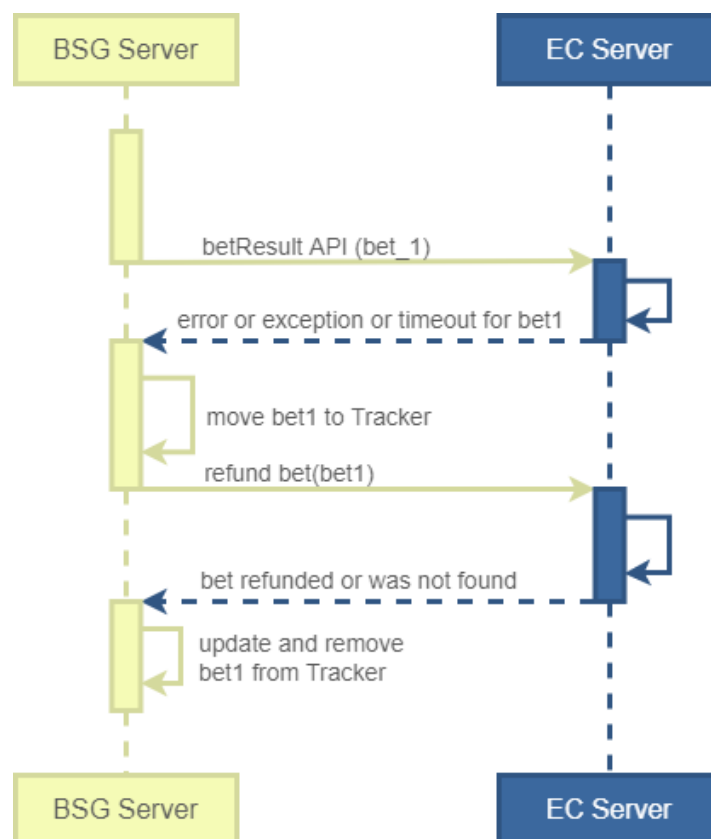 BSG Server
EC Server
betResult API (bet_1)
error or exception or timeout for bet1
move bet1 to Tracker
refund bet(bet1)
bet refunded or was not found
update and remove
bet1 from Tracker
BSG Server
EC Server